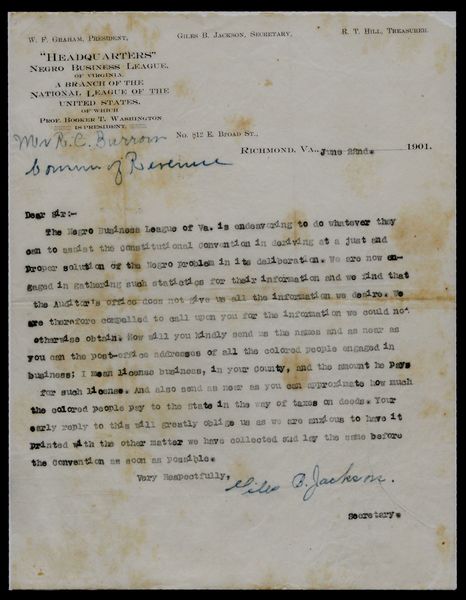 W. F. Graham, President,
Giles B. Jackson, Secretary,
R. T. Hill, Treasurer.
"Headquarters"
Negro Business League,
OF VIRGINIA,
A BRANCH OF THE
National League of the
United States,
OF WHICH
Prof. Booker T. Washington
IS PRESIDENT.
No. 812 E. Broad St.,
Richmond, Va., June 22nd. 1901.
Mr R. C. Burrow
Comm of Revenue
Dear Sir:-
The Negro Business League of Va. is endeavering to do whatever they
can to assist the Constitutional Convention in deriving at a just and
proper solution of the Negro problem in its deliberation. We are now en-
gaged in gathering such statistics for their information and we find that
the Auditor's office does not give us all the information we desire. We
are therefore compelled to call upon you for the information we could not
otherwise obtain. Now will you kindly send us the names and as near as
you can the post-office addresses of all the colored people engaged in
business; I mean license business, in your county, and the amount he pays
for such license. And also send as near as you can approximate how much
the colored people pay to the state in the way of taxes on deeds. Your
early reply to this will greatly oblige us as we are anxious to have it
printed with the other matter we have collected and lay the same before
the Convention as soon as possible.
Very Respectfully,
Giles B. Jackson.
Secretary.